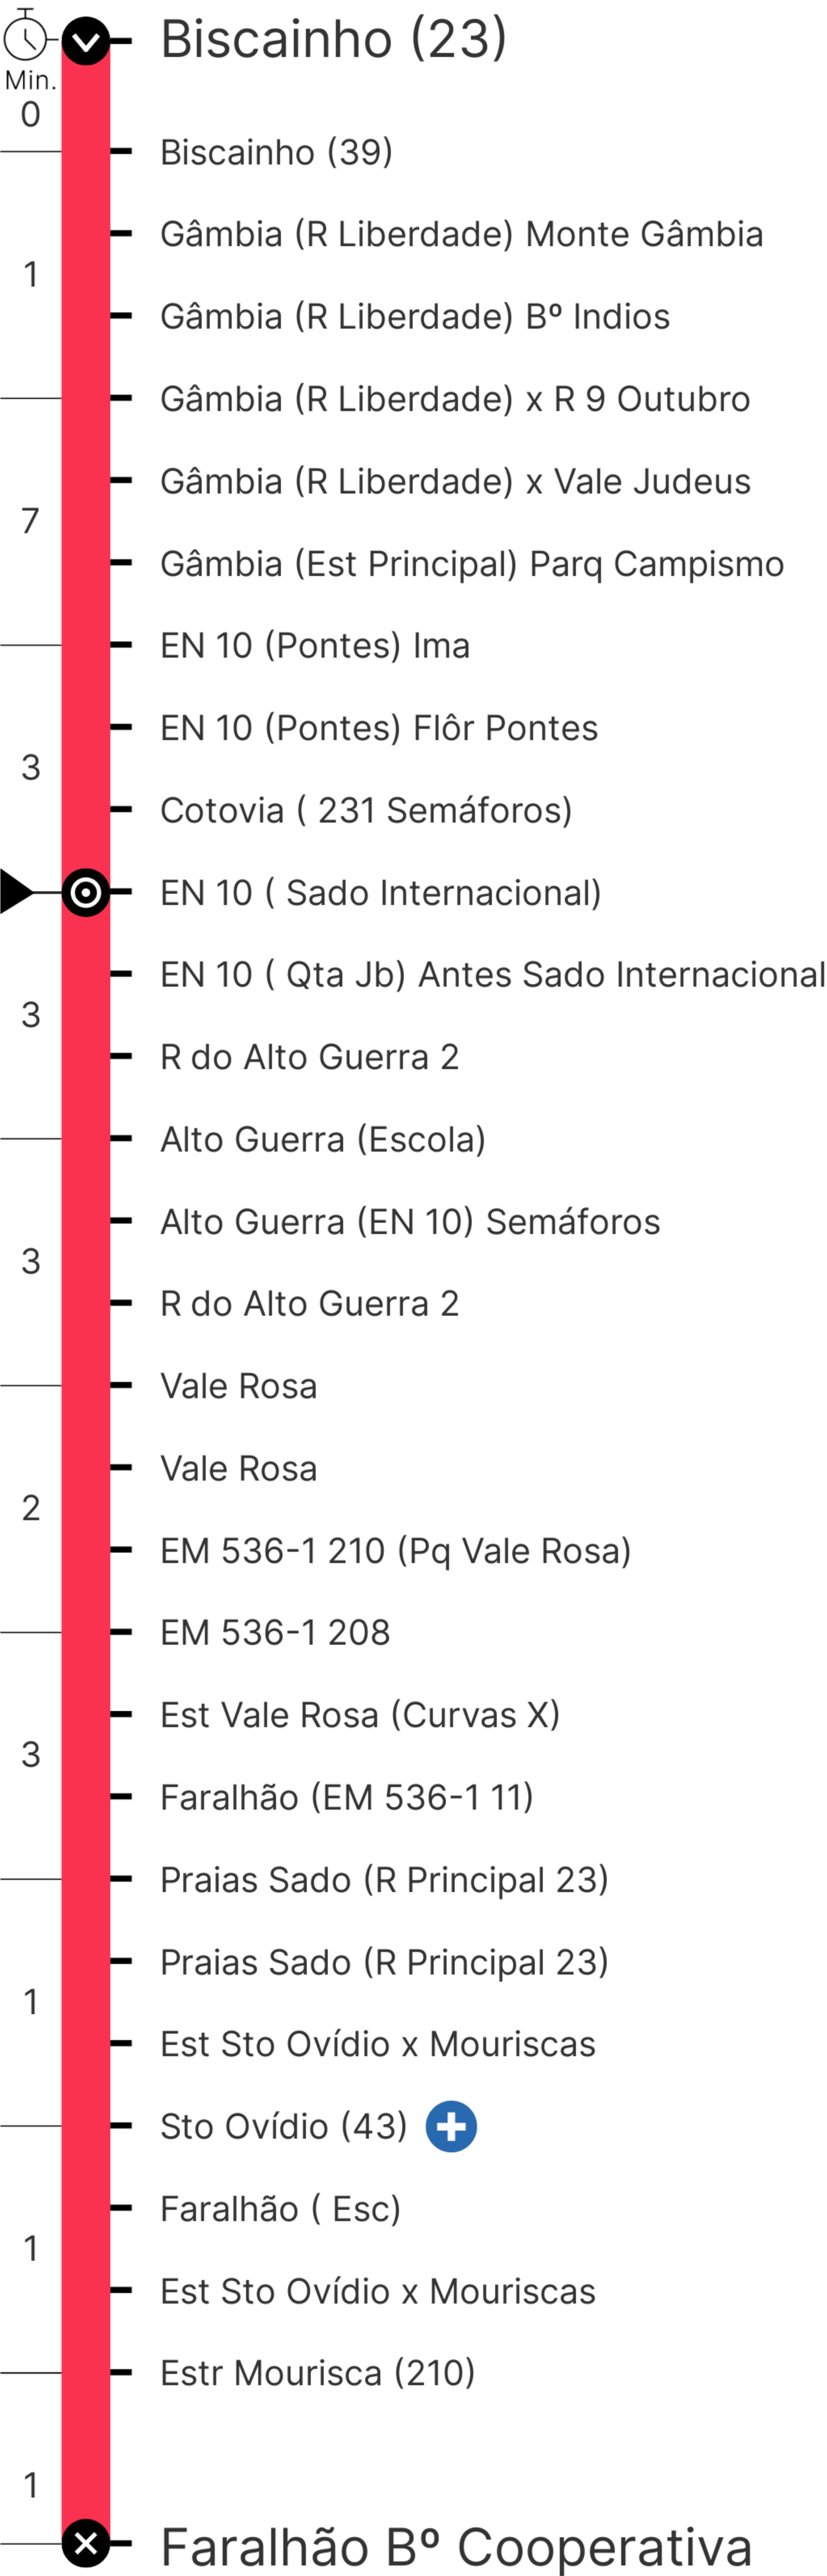 Biscainho (23)
Min.
0
Biscainho (39)
Gâmbia (R Liberdade) Monte Gâmbia
1
Gâmbia (R Liberdade) Bº Indios
Gâmbia (R Liberdade) x R 9 Outubro
Gâmbia (R Liberdade) x Vale Judeus
7
Gâmbia (Est Principal) Parq Campismo
EN 10 (Pontes) Ima
EN 10 (Pontes) Flôr Pontes
3
Cotovia ( 231 Semáforos)
EN 10 ( Sado Internacional)
EN 10 ( Qta Jb) Antes Sado Internacional
3
R do Alto Guerra 2
Alto Guerra (Escola)
Alto Guerra (EN 10) Semáforos
3
R do Alto Guerra 2
Vale Rosa
Vale Rosa
2
EM 536-1 210 (Pq Vale Rosa)
EM 536-1 208
Est Vale Rosa (Curvas X)
3
Faralhão (EM 536-1 11)
Praias Sado (R Principal 23)
Praias Sado (R Principal 23)
1
Est Sto Ovídio x Mouriscas
Sto Ovídio (43)
Faralhão ( Esc)
1
Est Sto Ovídio x Mouriscas
Estr Mourisca (210)
1
Faralhão Bº Cooperativa